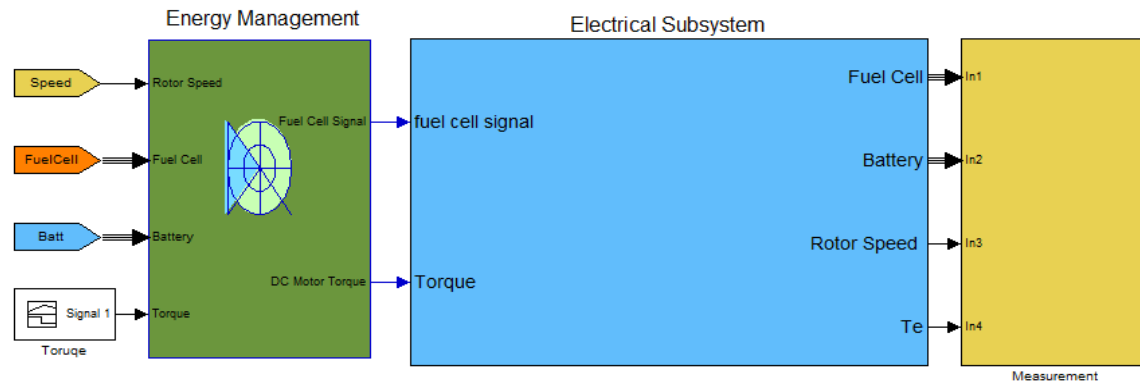 Energy Management
Electrical Subsystem
Speed
Rotor Speed
Fuel Cell Signal
fuel cell signal
Fuel Cell
In1
FuelCell
Fuel Cell
Battery
In2
Batt
Battery
Rotor Speed
In3
DC Motor Torque
Torque
Signal 1
Torque
Te
In4
Toruqe
Measurement